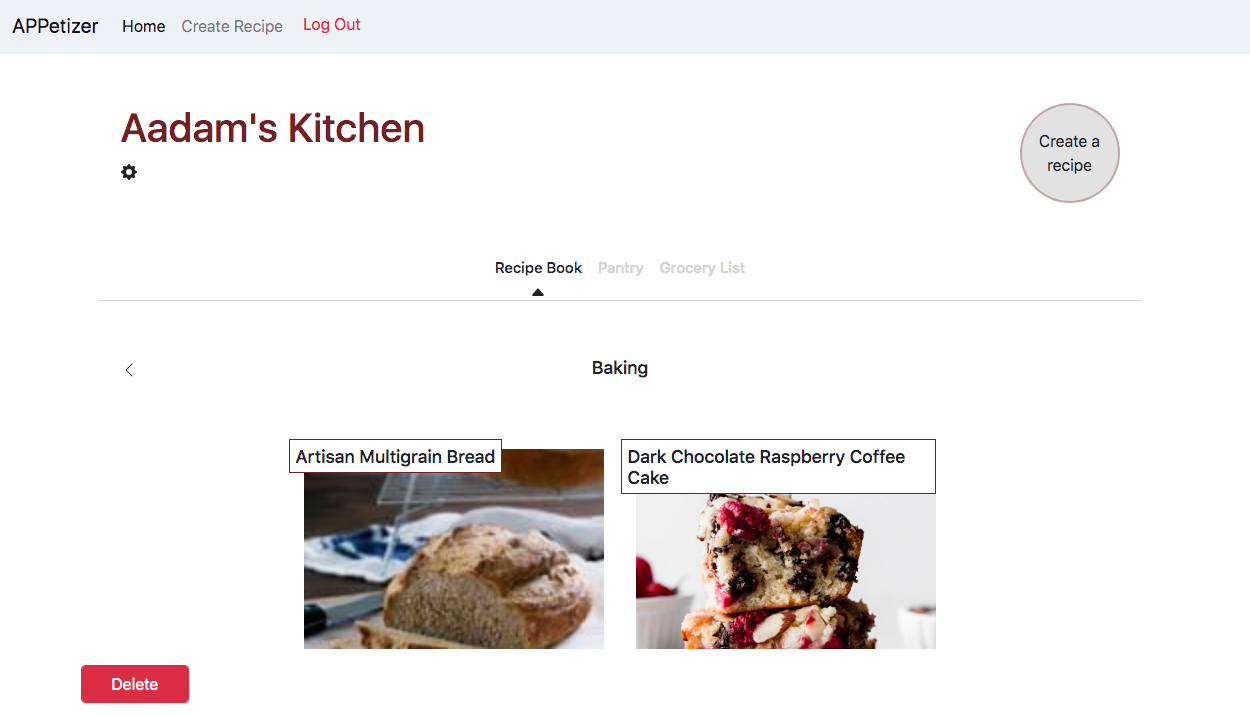 APPetizer Home Create Recipe Log Out
Aadam's Kitchen
Create a
recipe
Recipe Book Pantry Grocery List
Baking
Artisan Multigrain Bread
Dark Chocolate Raspberry Coffee
Cake
Delete